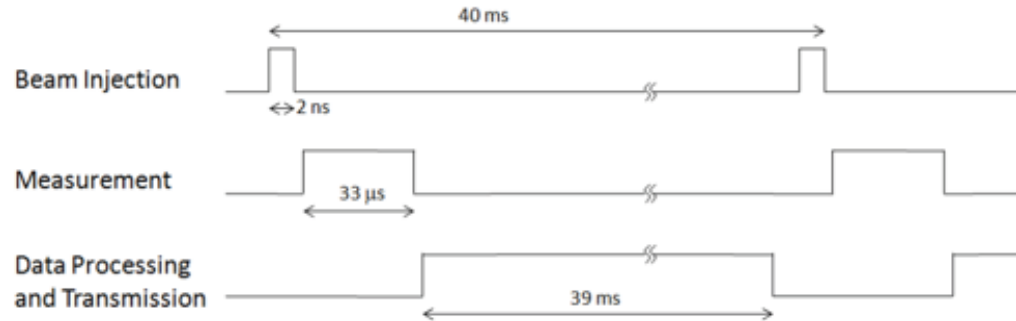 40 ms
Beam Injection
2 ns
Measurement
33 µs
Data Processing
and Transmission
39 ms